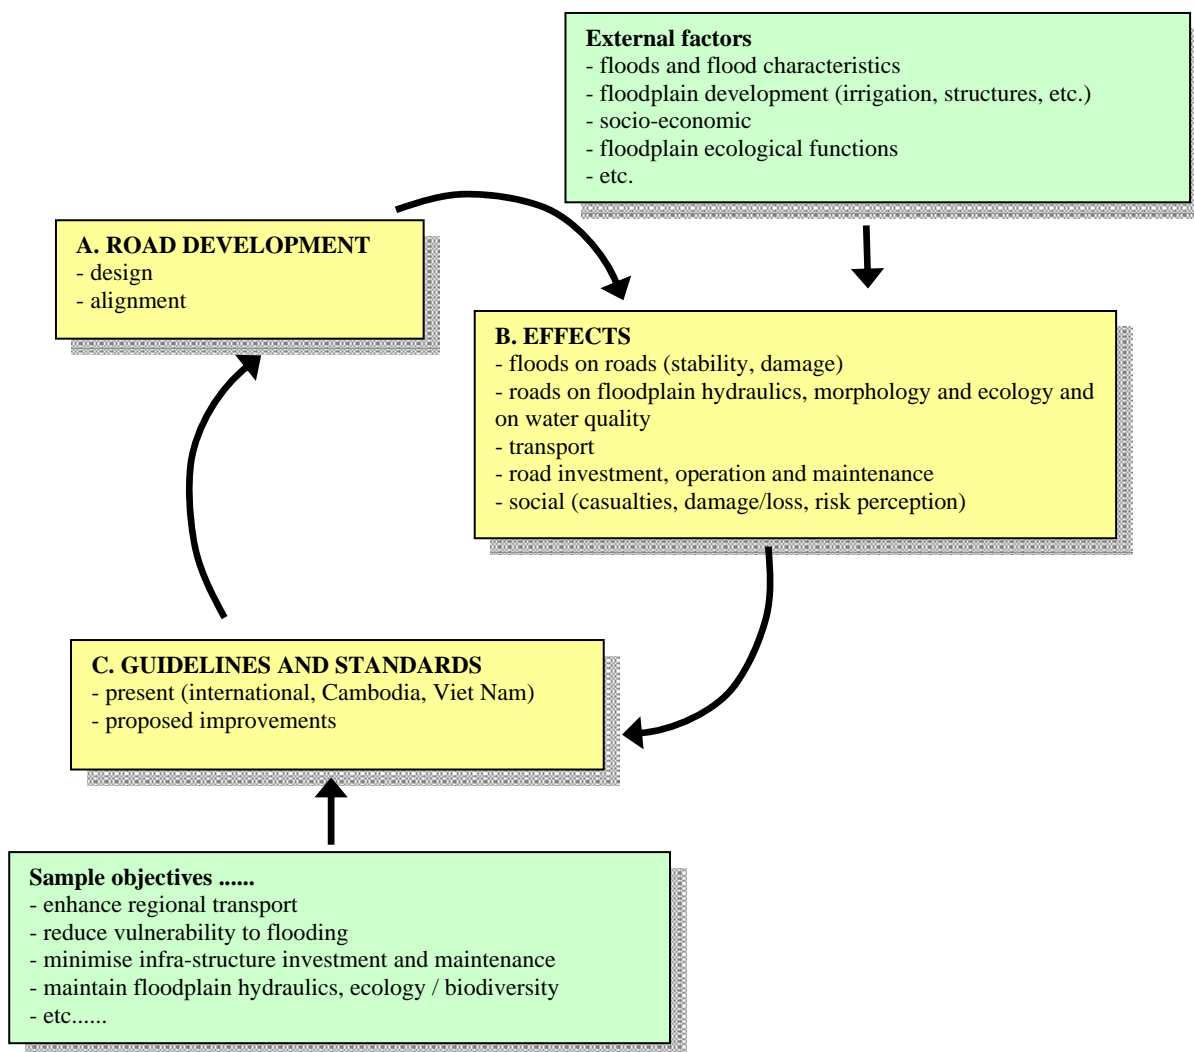 External factors
- floods and flood characteristics
- floodplain development (irrigation, structures, etc.)
- socio-economic
- floodplain ecological functions
- etc.
A. ROAD DEVELOPMENT
- design
- alignment
B. EFFECTS
- floods on roads (stability, damage)
- roads on floodplain hydraulics, morphology and ecology and
on water quality
- transport
- road investment, operation and maintenance
- social (casualties, damage/loss, risk perception)
C. GUIDELINES AND STANDARDS
- present (international, Cambodia, Viet Nam)
- proposed improvements
Sample objectives ......
- enhance regional transport
- reduce vulnerability to flooding
- minimise infra-structure investment and maintenance
- maintain floodplain hydraulics, ecology / biodiversity
- etc......